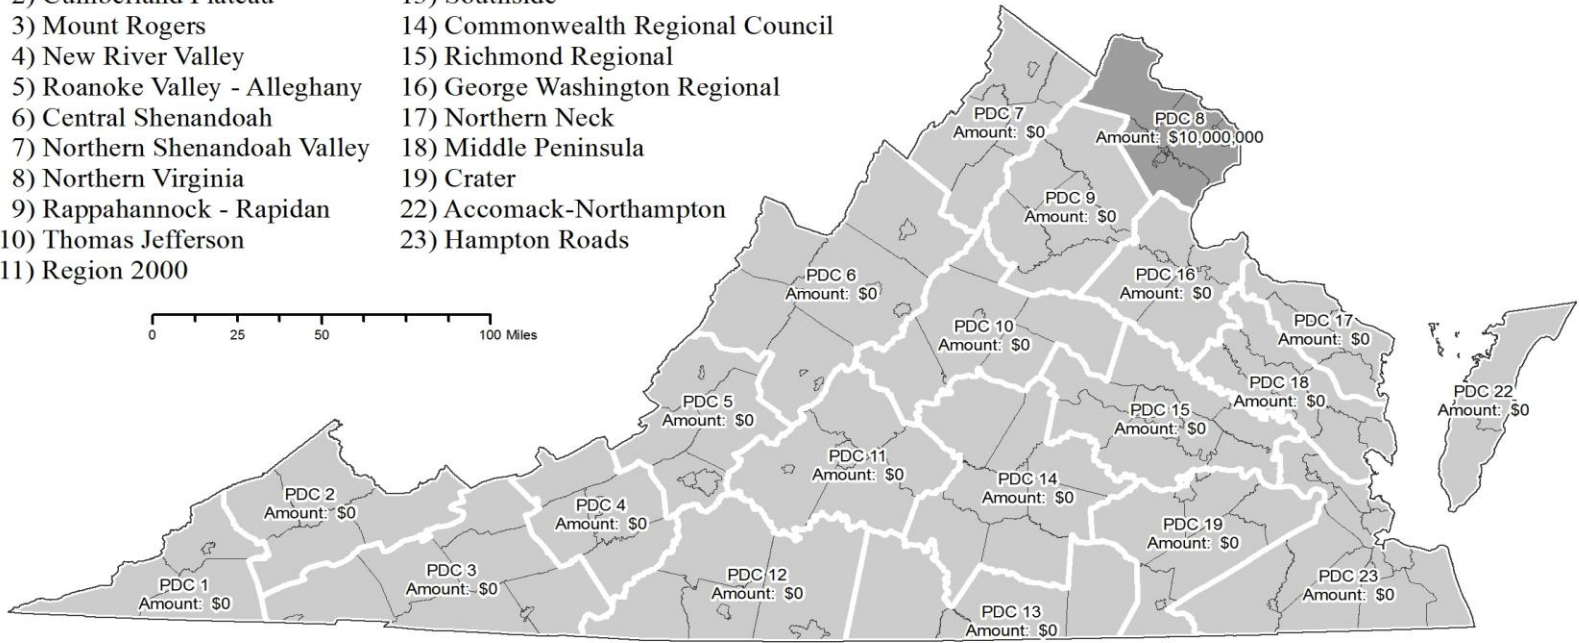 2) Cumberland Plateau
3) Mount Rogers
4) New River Valley
5) Roanoke Valley - Alleghany
6) Central Shenandoah
7) Northern Shenandoah Valley
8) Northern Virginia
9) Rappahannock - Rapidan
10) Thomas Jefferson
11) Region 2000
13) Southside
14) Commonwealth Regional Council
15) Richmond Regional
16) George Washington Regional
17) Northern Neck
18) Middle Peninsula
19) Crater
22) Accomack-Northampton
23) Hampton Roads
0 25 50 100 Miles
PDC 7
Amount: $0
PDC 8
Amount: $10,000,000
PDC 9
Amount: $0
PDC 6
Amount: $0
PDC 16
Amount: $0
PDC 10
Amount: $0
PDC 17
Amount: $0
PDC 18
Amount: $0
PDC 22
Amount: $0
PDC 5
Amount: $0
PDC 15
Amount: $0
PDC 11
Amount: $0
PDC 14
Amount: $0
PDC 2
Amount: $0
PDC 4
Amount: $0
PDC 19
Amount: $0
PDC 1
Amount: $0
PDC 3
Amount: $0
PDC 12
Amount: $0
PDC 13
Amount: $0
PDC 23
Amount: $0